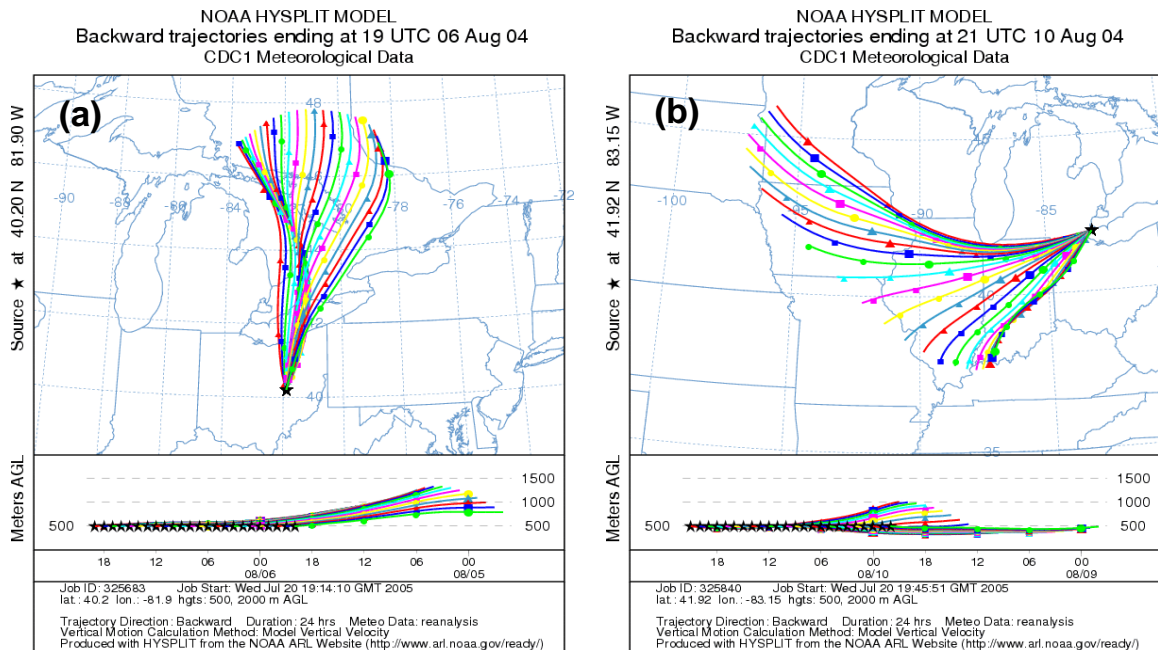 NOAA HYSPLIT MODEL
Backward trajectories ending at 19 UTC 06 Aug 04
CDC1 Meteorological Data
(a)
Source ★ at 40.20 N 81.90 W
48
-90
-84
-78
-76
-74
-72
42
40
Meters AGL
500
1500
1000
500
18
12
06
00
18
12
06
00
08/06
08/05
Job ID: 325683 Job Start: Wed Jul 20 19:14:10 GMT 2005
lat.: 40.2 lon.: -81.9 hgts: 500, 2000 m AGL
Trajectory Direction: Backward Duration: 24 hrs Meteo Data: reanalysis
Vertical Motion Calculation Method: Model Vertical Velocity
Produced with HYSPLIT from the NOAA ARL Website (http://www.arl.noaa.gov/ready/)
NOAA HYSPLIT MODEL
Backward trajectories ending at 21 UTC 10 Aug 04
CDC1 Meteorological Data
(b)
Source ★ at 41.92 N 83.15 W
-100
-90
-85
40
35
Meters AGL
500
1500
1000
500
18
12
06
00
18
12
06
00
08/10
08/09
Job ID: 325840 Job Start: Wed Jul 20 19:45:51 GMT 2005
lat.: 41.92 lon.: -83.15 hgts: 500, 2000 m AGL
Trajectory Direction: Backward Duration: 24 hrs Meteo Data: reanalysis
Vertical Motion Calculation Method: Model Vertical Velocity
Produced with HYSPLIT from the NOAA ARL Website (http://www.arl.noaa.gov/ready/)